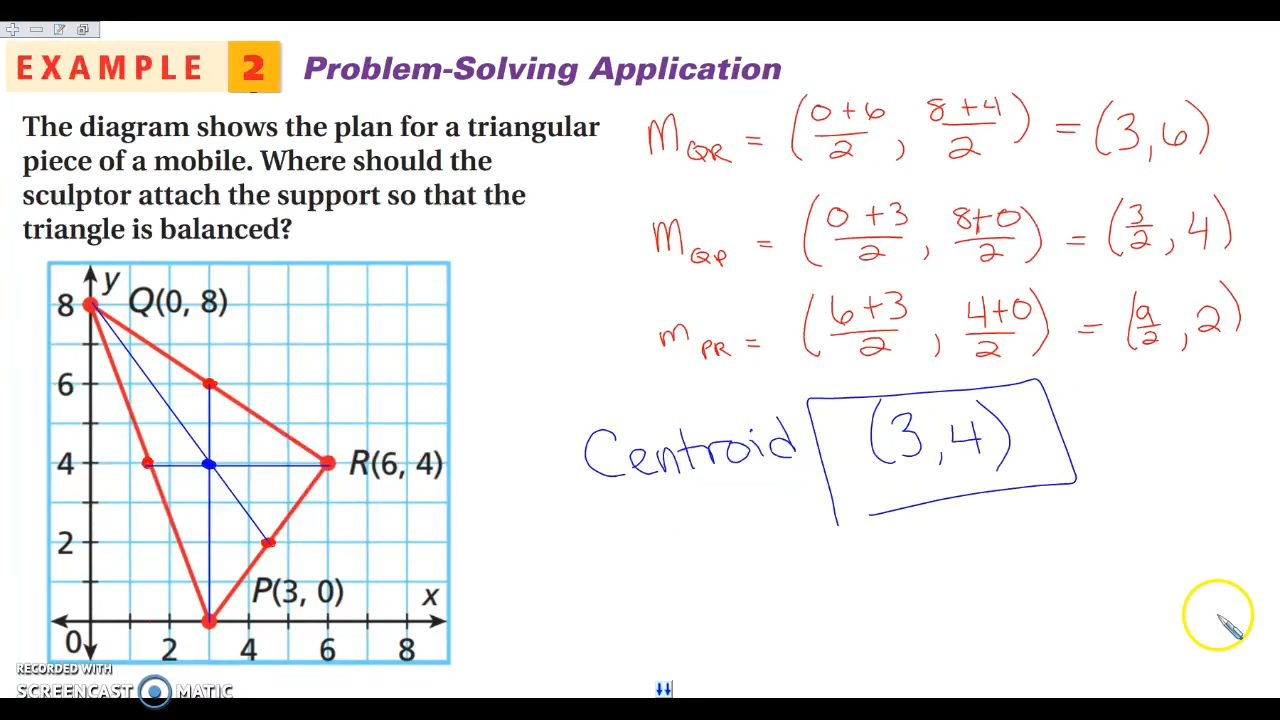 EXAMPLE 2 Problem-Solving Application
The diagram shows the plan for a triangular
piece of a mobile. Where should the
sculptor attach the support so that the
triangle is balanced?
M_QR = (0+6/2, 8+4/2) = (3,6)
M_QP = (0+3/2, 8+0/2) = (3/2, 4)
m_PR = (6+3/2, 4+0/2) = (9/2, 2)
Centroid (3,4)
y
8 Q(0, 8)
6
4 R(6, 4)
2
P(3, 0) x
0 2 4 6 8
RECORDED WITH
SCREENCAST MATIC